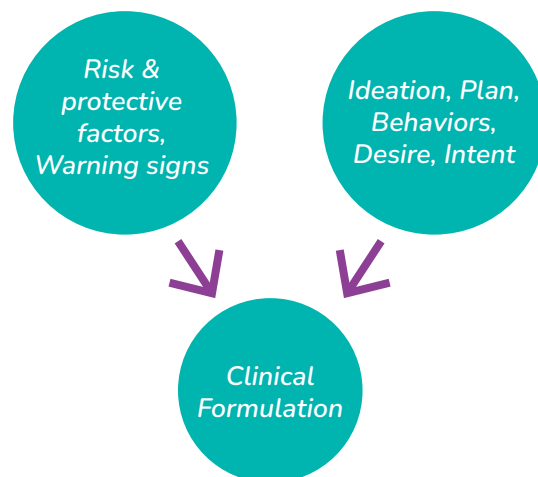 Risk &
protective
factors,
Warning signs
Ideation, Plan,
Behaviors,
Desire, Intent
Clinical
Formulation